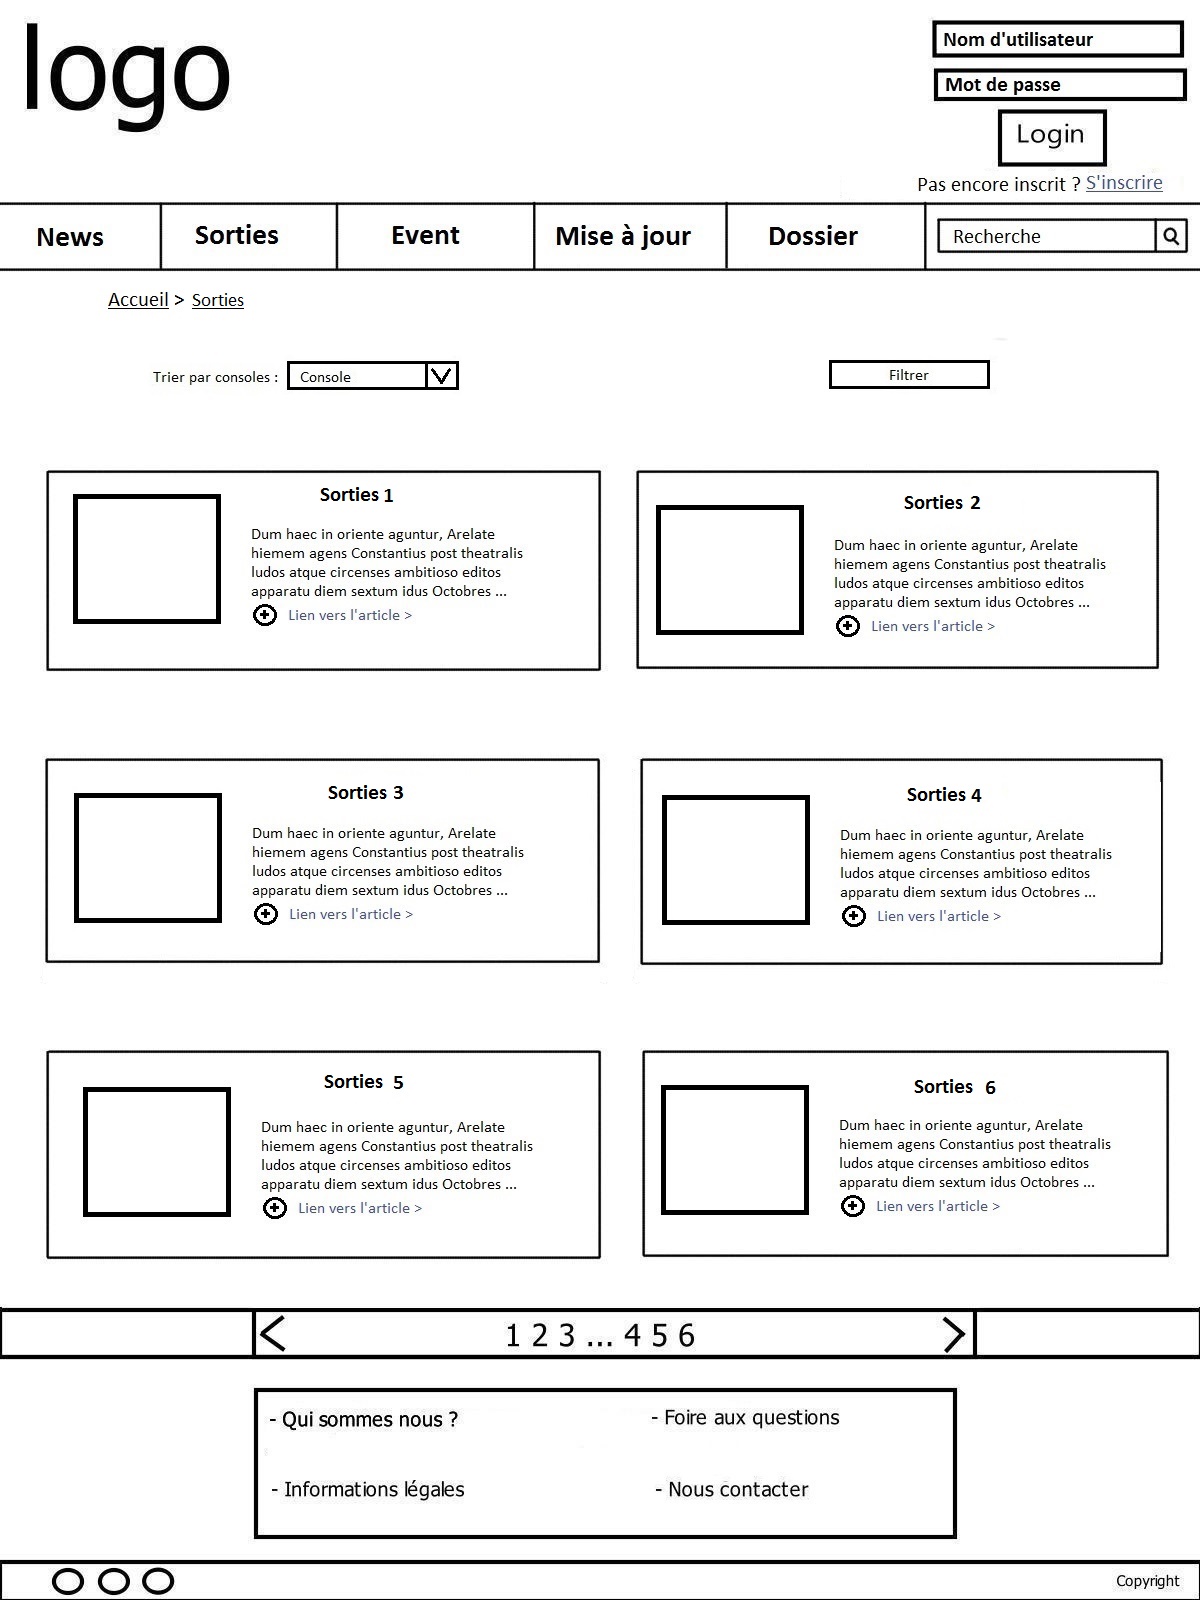 logo
Nom d'utilisateur
Mot de passe
Login
Pas encore inscrit ? S'inscrire
News
Sorties
Event
Mise à jour
Dossier
Recherche
Accueil > Sorties
Trier par consoles :
Console
Filtrer
Sorties 1
Dum haec in oriente aguntur, Arelate
hiemem agens Constantius post theatralis
ludos atque circenses ambitioso editos
apparatu diem sextum idus Octobres ...
Lien vers l'article >
Sorties 2
Dum haec in oriente aguntur, Arelate
hiemem agens Constantius post theatralis
ludos atque circenses ambitioso editos
apparatu diem sextum idus Octobres ...
Lien vers l'article >
Sorties 3
Dum haec in oriente aguntur, Arelate
hiemem agens Constantius post theatralis
ludos atque circenses ambitioso editos
apparatu diem sextum idus Octobres ...
Lien vers l'article >
Sorties 4
Dum haec in oriente aguntur, Arelate
hiemem agens Constantius post theatralis
ludos atque circenses ambitioso editos
apparatu diem sextum idus Octobres ...
Lien vers l'article >
Sorties 5
Dum haec in oriente aguntur, Arelate
hiemem agens Constantius post theatralis
ludos atque circenses ambitioso editos
apparatu diem sextum idus Octobres ...
Lien vers l'article >
Sorties 6
Dum haec in oriente aguntur, Arelate
hiemem agens Constantius post theatralis
ludos atque circenses ambitioso editos
apparatu diem sextum idus Octobres ...
Lien vers l'article >
1 2 3 ... 4 5 6
- Qui sommes nous ?
- Foire aux questions
- Informations légales
- Nous contacter
Copyright